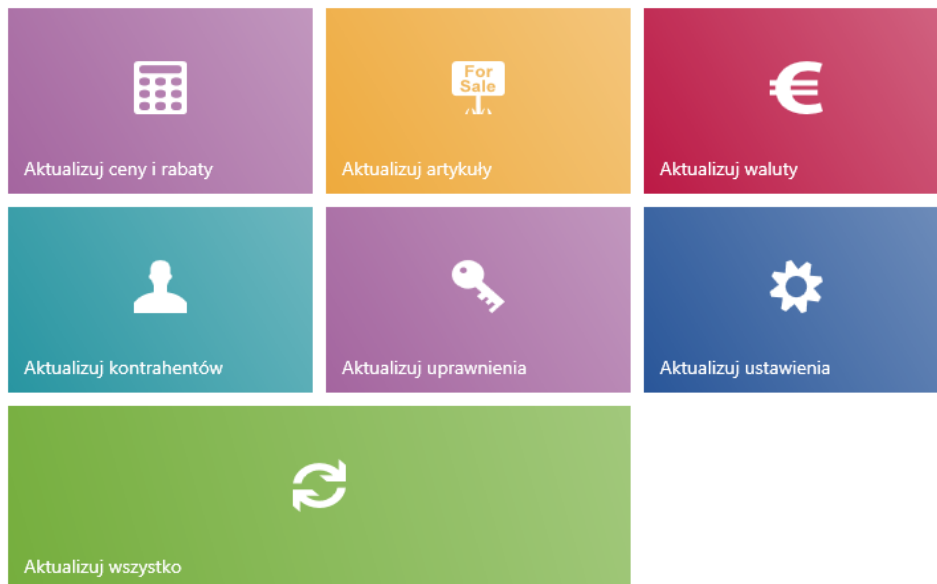 Aktualizuj ceny i rabaty
For
Sale
Aktualizuj artykuły
Aktualizuj waluty
Aktualizuj kontrahentów
Aktualizuj uprawnienia
Aktualizuj ustawienia
Aktualizuj wszystko